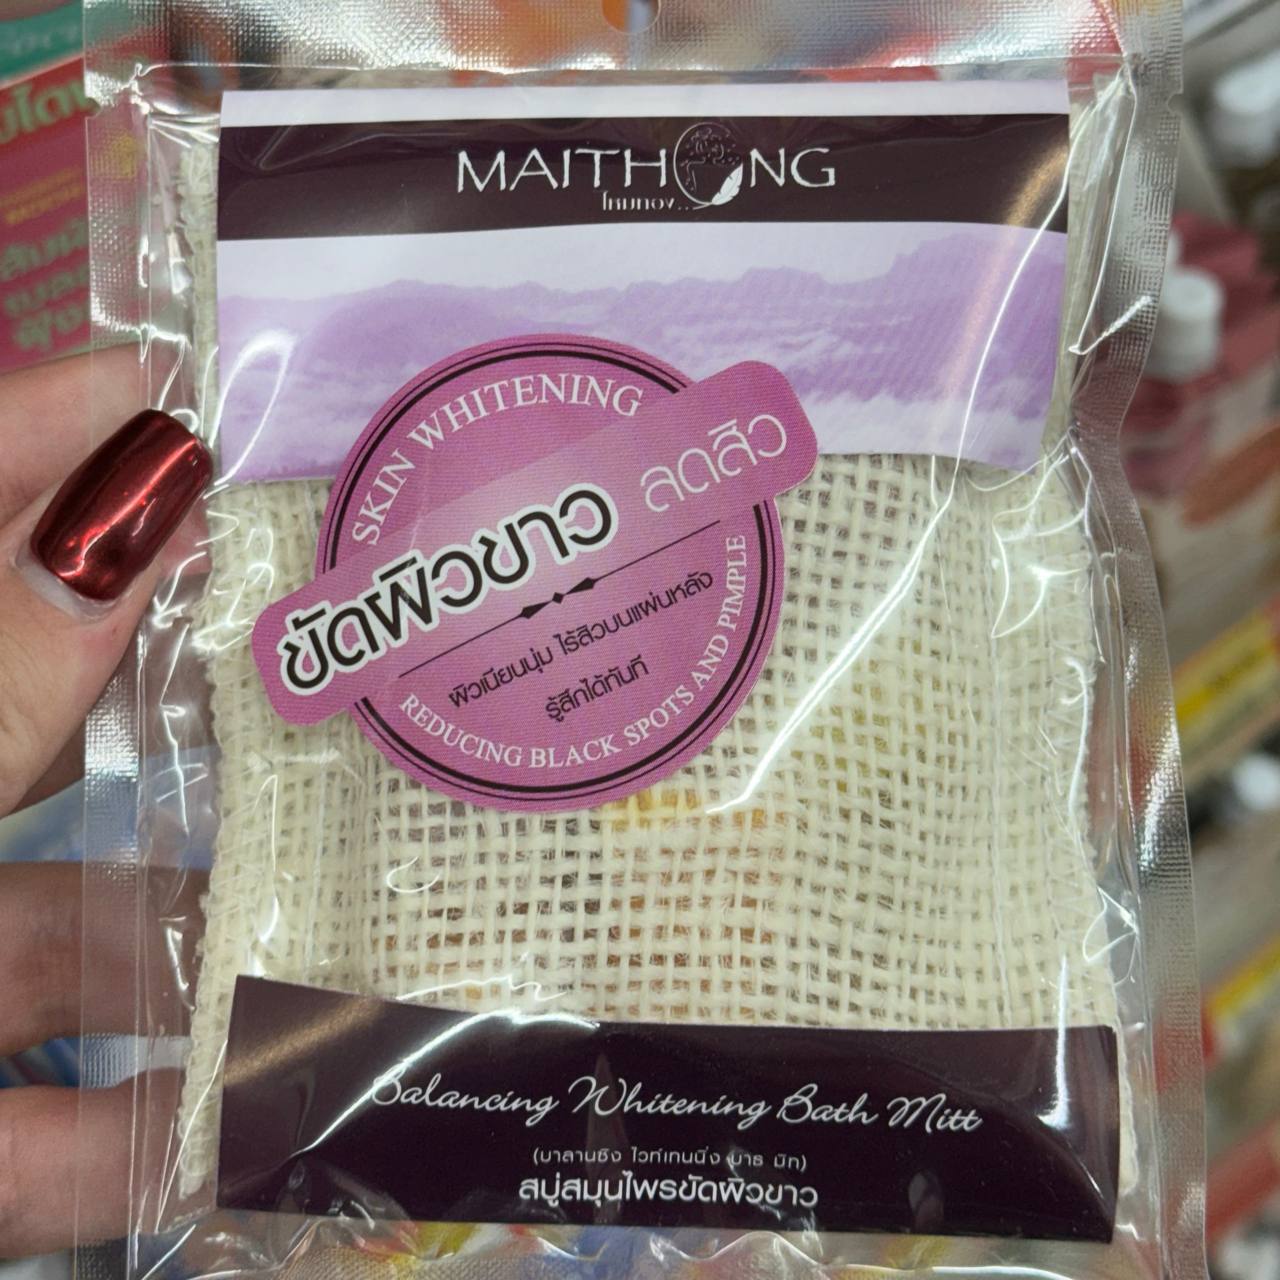 MAITHONG
ไหมทอง...
SKIN WHITENING
ขัดผิวขาว ลดสิว
ผิวเนียนนุ่ม ไร้สิวบนแผ่นหลัง
รู้สึกได้ทันที
REDUCING BLACK SPOTS AND PIMPLE
Balancing Whitening Bath Mitt
(บาลานซิง ไวท์เทนนิ่ง บาธ มิท)
สบู่สมุนไพรขัดผิวขาว